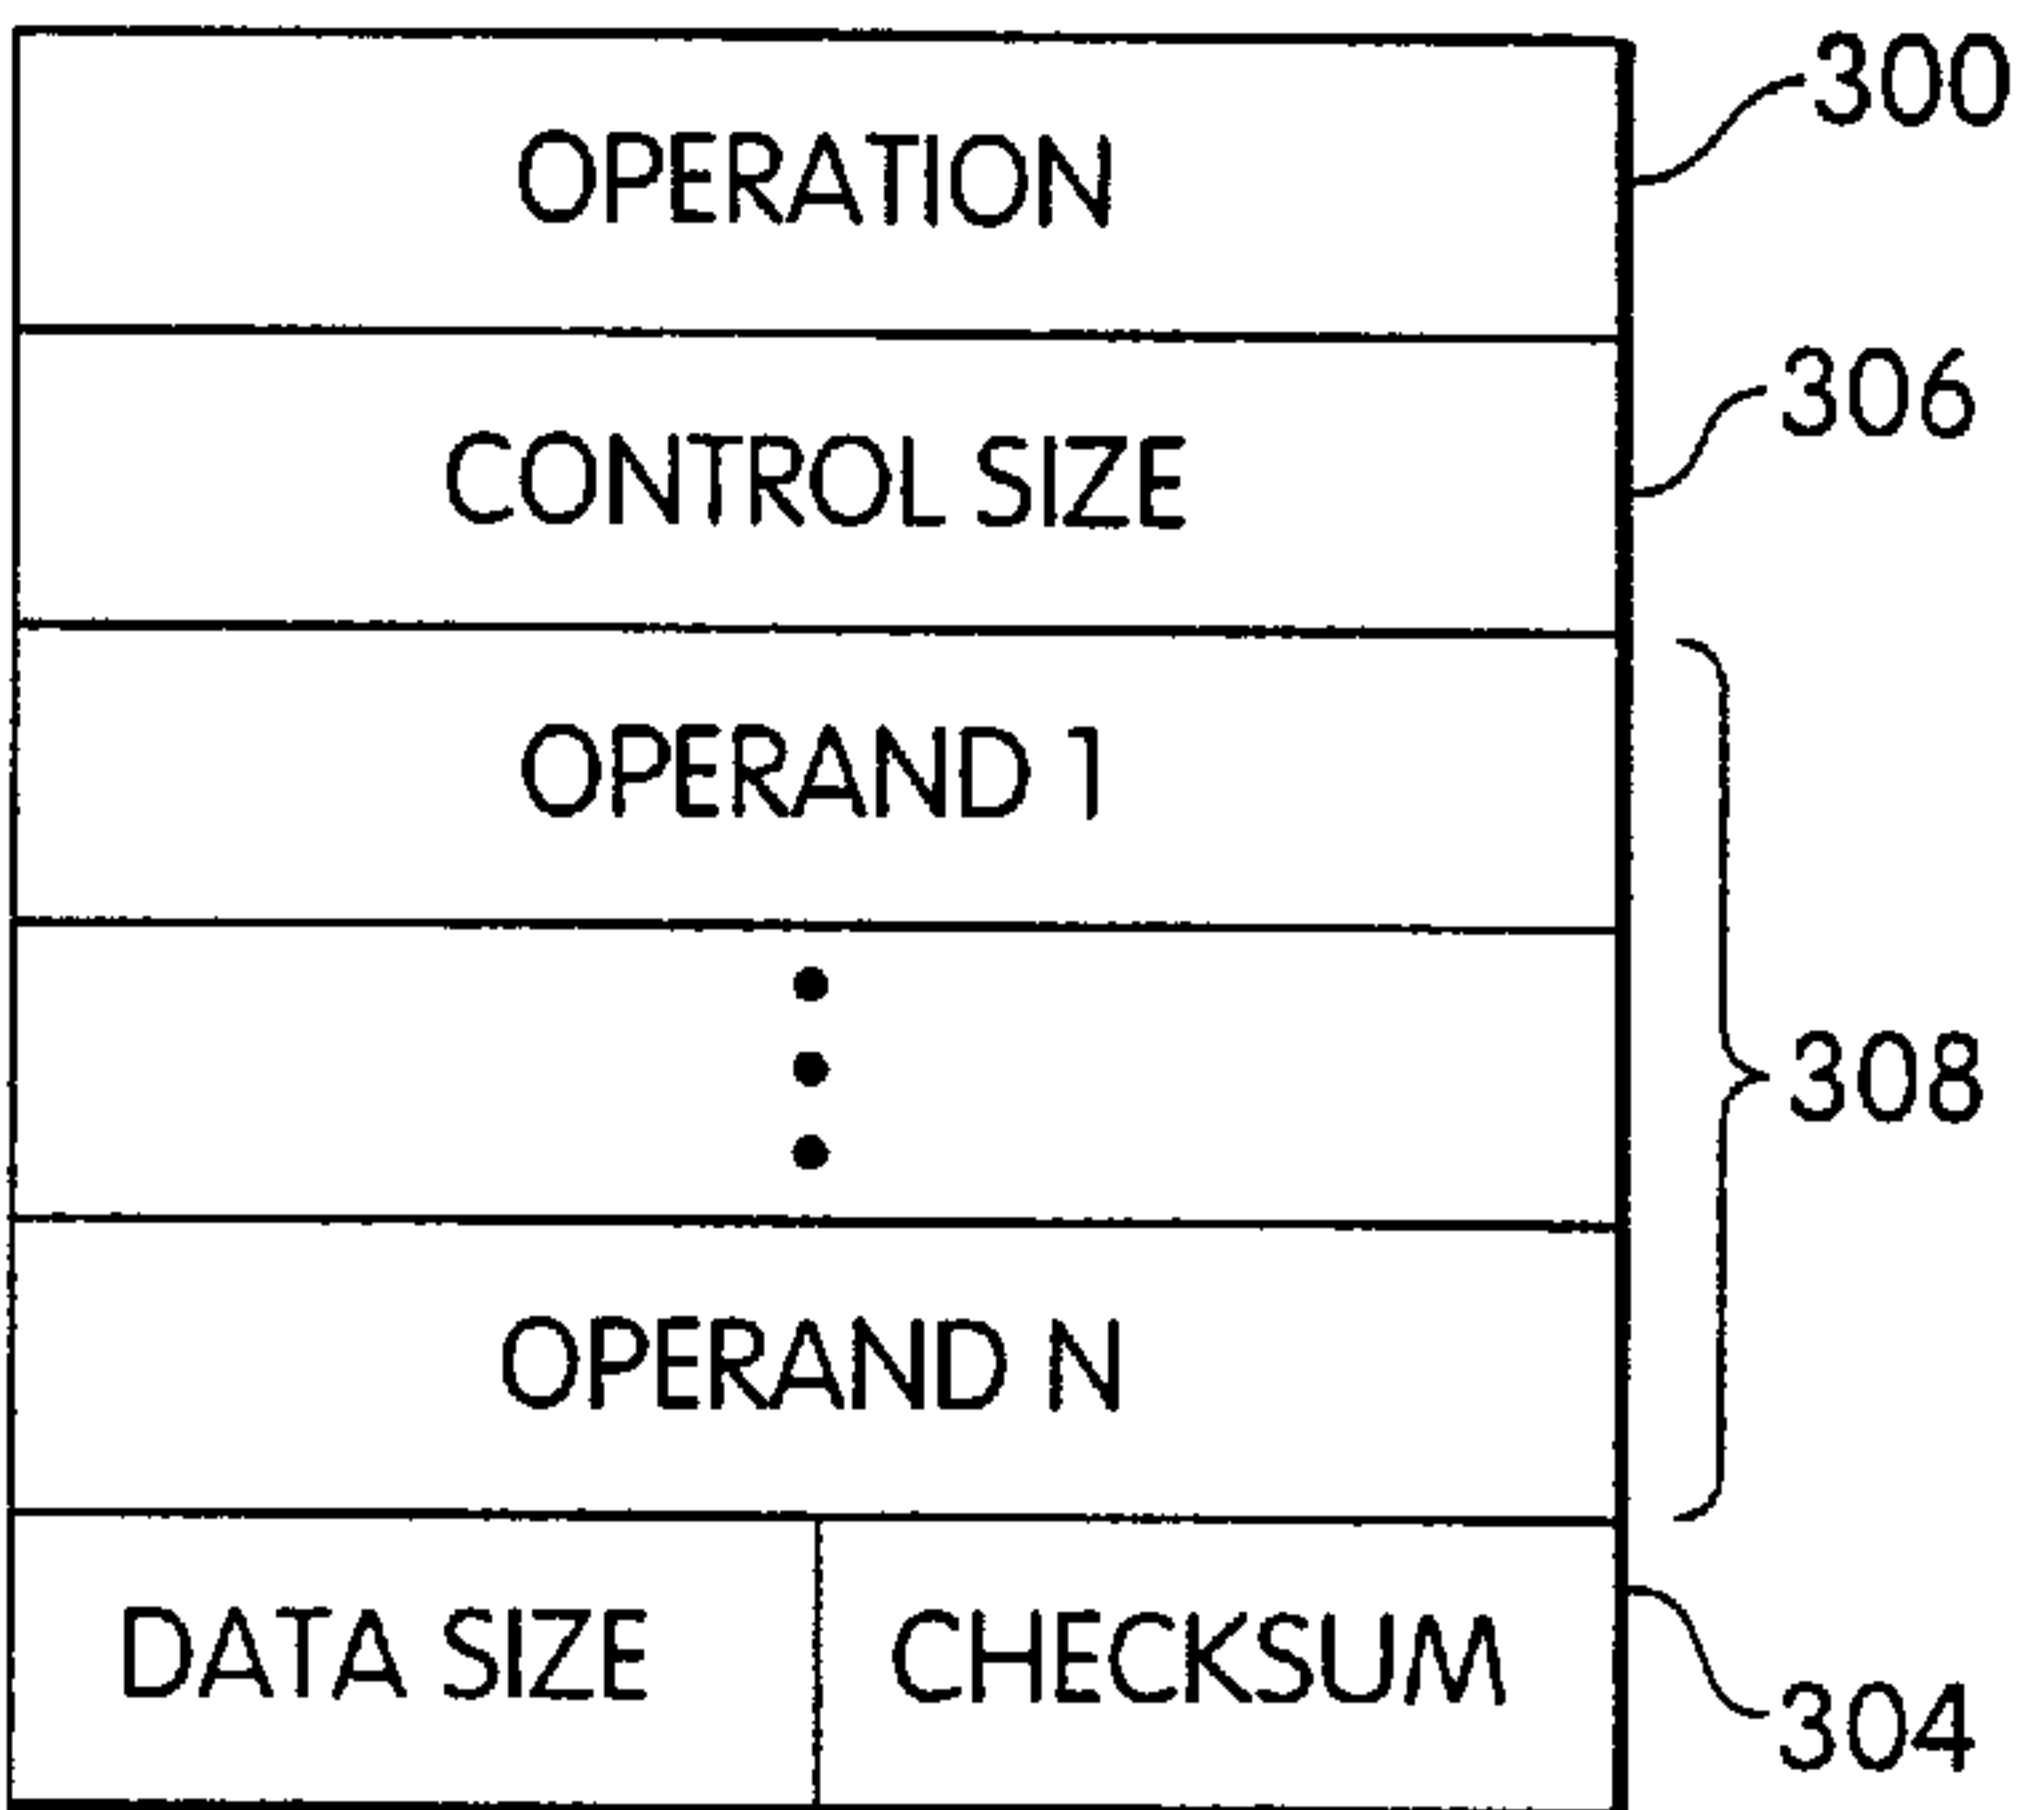 OPERATION
300
CONTROL SIZE
306
OPERAND 1
308
OPERAND N
DATA SIZE
CHECKSUM
304